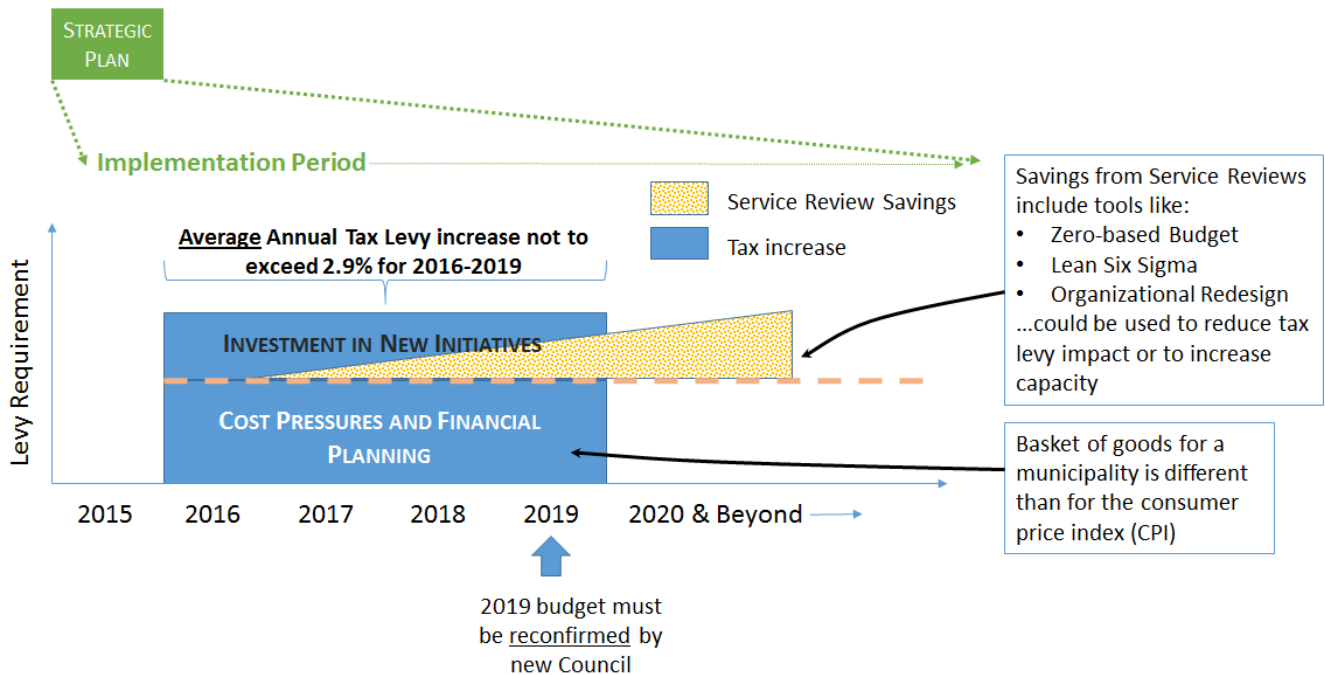 STRATEGIC
PLAN
Implementation Period
Service Review Savings
Tax increase
Average Annual Tax Levy increase not to
exceed 2.9% for 2016-2019
INVESTMENT IN NEW INITIATIVES
COST PRESSURES AND FINANCIAL
PLANNING
Levy Requirement
2015
2016
2017
2018
2019
2020 & Beyond
2019 budget must
be reconfirmed by
new Council
Savings from Service Reviews
include tools like:
• Zero-based Budget
• Lean Six Sigma
• Organizational Redesign
...could be used to reduce tax
levy impact or to increase
capacity
Basket of goods for a
municipality is different
than for the consumer
price index (CPI)